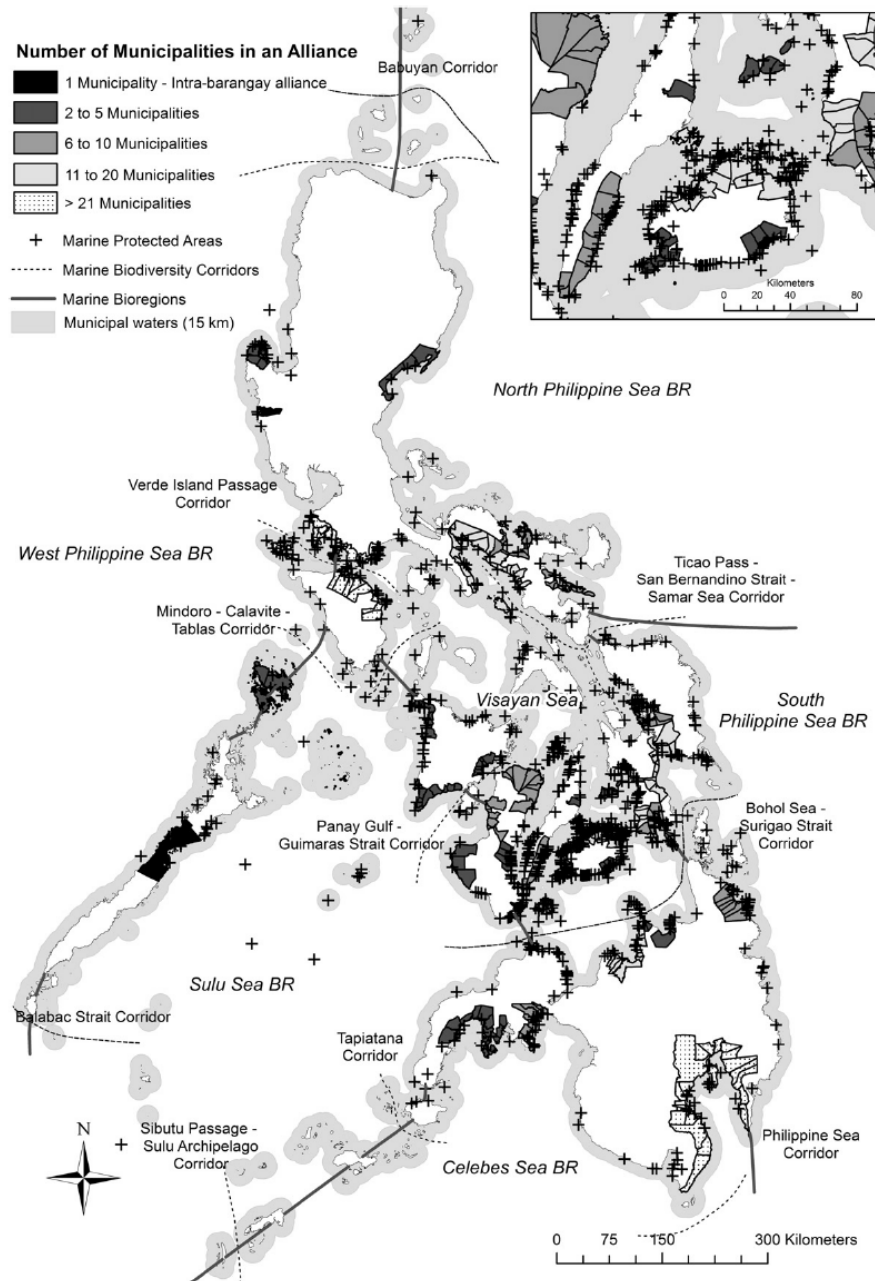 Number of Municipalities in an Alliance
1 Municipality - Intra-barangay alliance
2 to 5 Municipalities
6 to 10 Municipalities
11 to 20 Municipalities
> 21 Municipalities
Marine Protected Areas
Marine Biodiversity Corridors
Marine Bioregions
Municipal waters (15 km)
Babuyan Corridor
Kilometers
0 20 40 80
North Philippine Sea BR
Verde Island Passage
Corridor
West Philippine Sea BR
Ticao Pass -
San Bernandino Strait -
Samar Sea Corridor
Mindoro - Calavite -
Tablas Corridor
Visayan Sea
South
Philippine Sea BR
Panay Gulf -
Guimaras Strait Corridor
Bohol Sea -
Surigao Strait
Corridor
Sulu Sea BR
Balabac Strait Corridor
Tapiatana
Corridor
N
Sibutu Passage -
Sulu Archipelago
Corridor
Celebes Sea BR
Philippine Sea
Corridor
0 75 150 300 Kilometers